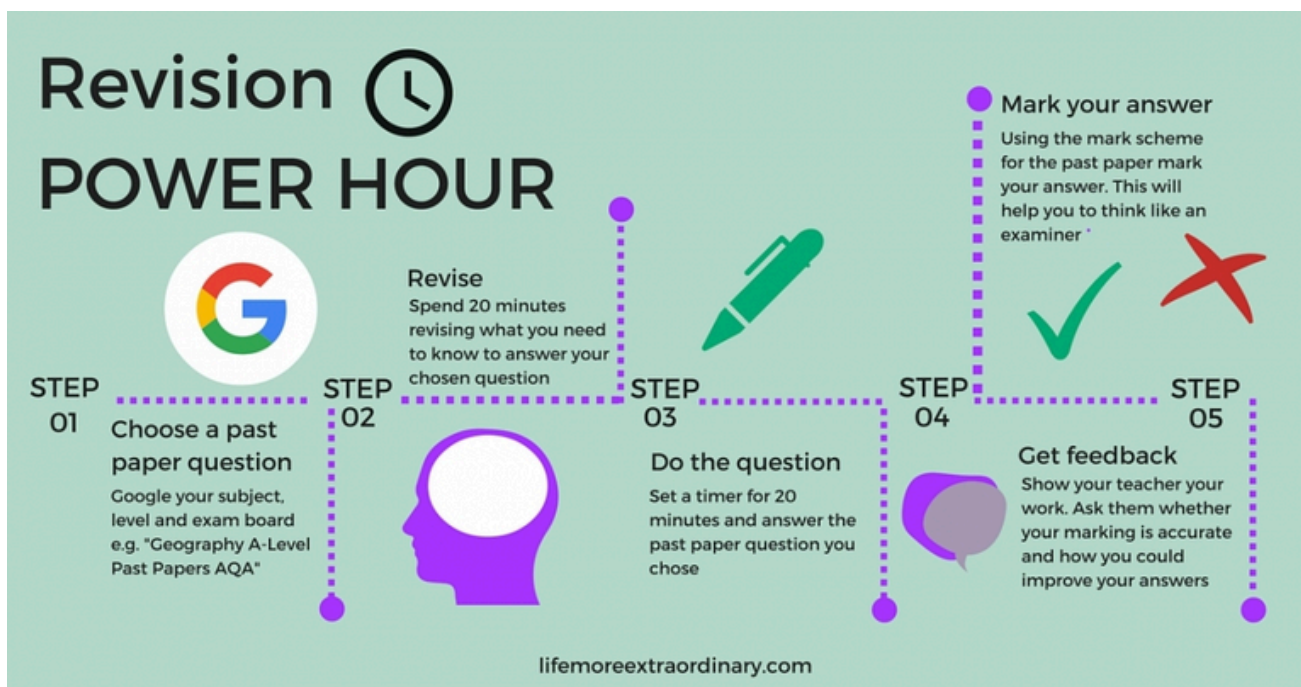 Revision
POWER HOUR
STEP
01
Choose a past
paper question
Google your subject,
level and exam board
e.g. "Geography A-Level
Past Papers AQA"
STEP
02
Revise
Spend 20 minutes
revising what you need
to know to answer your
chosen question
STEP
03
Do the question
Set a timer for 20
minutes and answer the
past paper question you
chose
STEP
04
Mark your answer
Using the mark scheme
for the past paper mark
your answer. This will
help you to think like an
examiner
STEP
05
Get feedback
Show your teacher your
work. Ask them whether
your marking is accurate
and how you could
improve your answers
lifemoreextraordinary.com